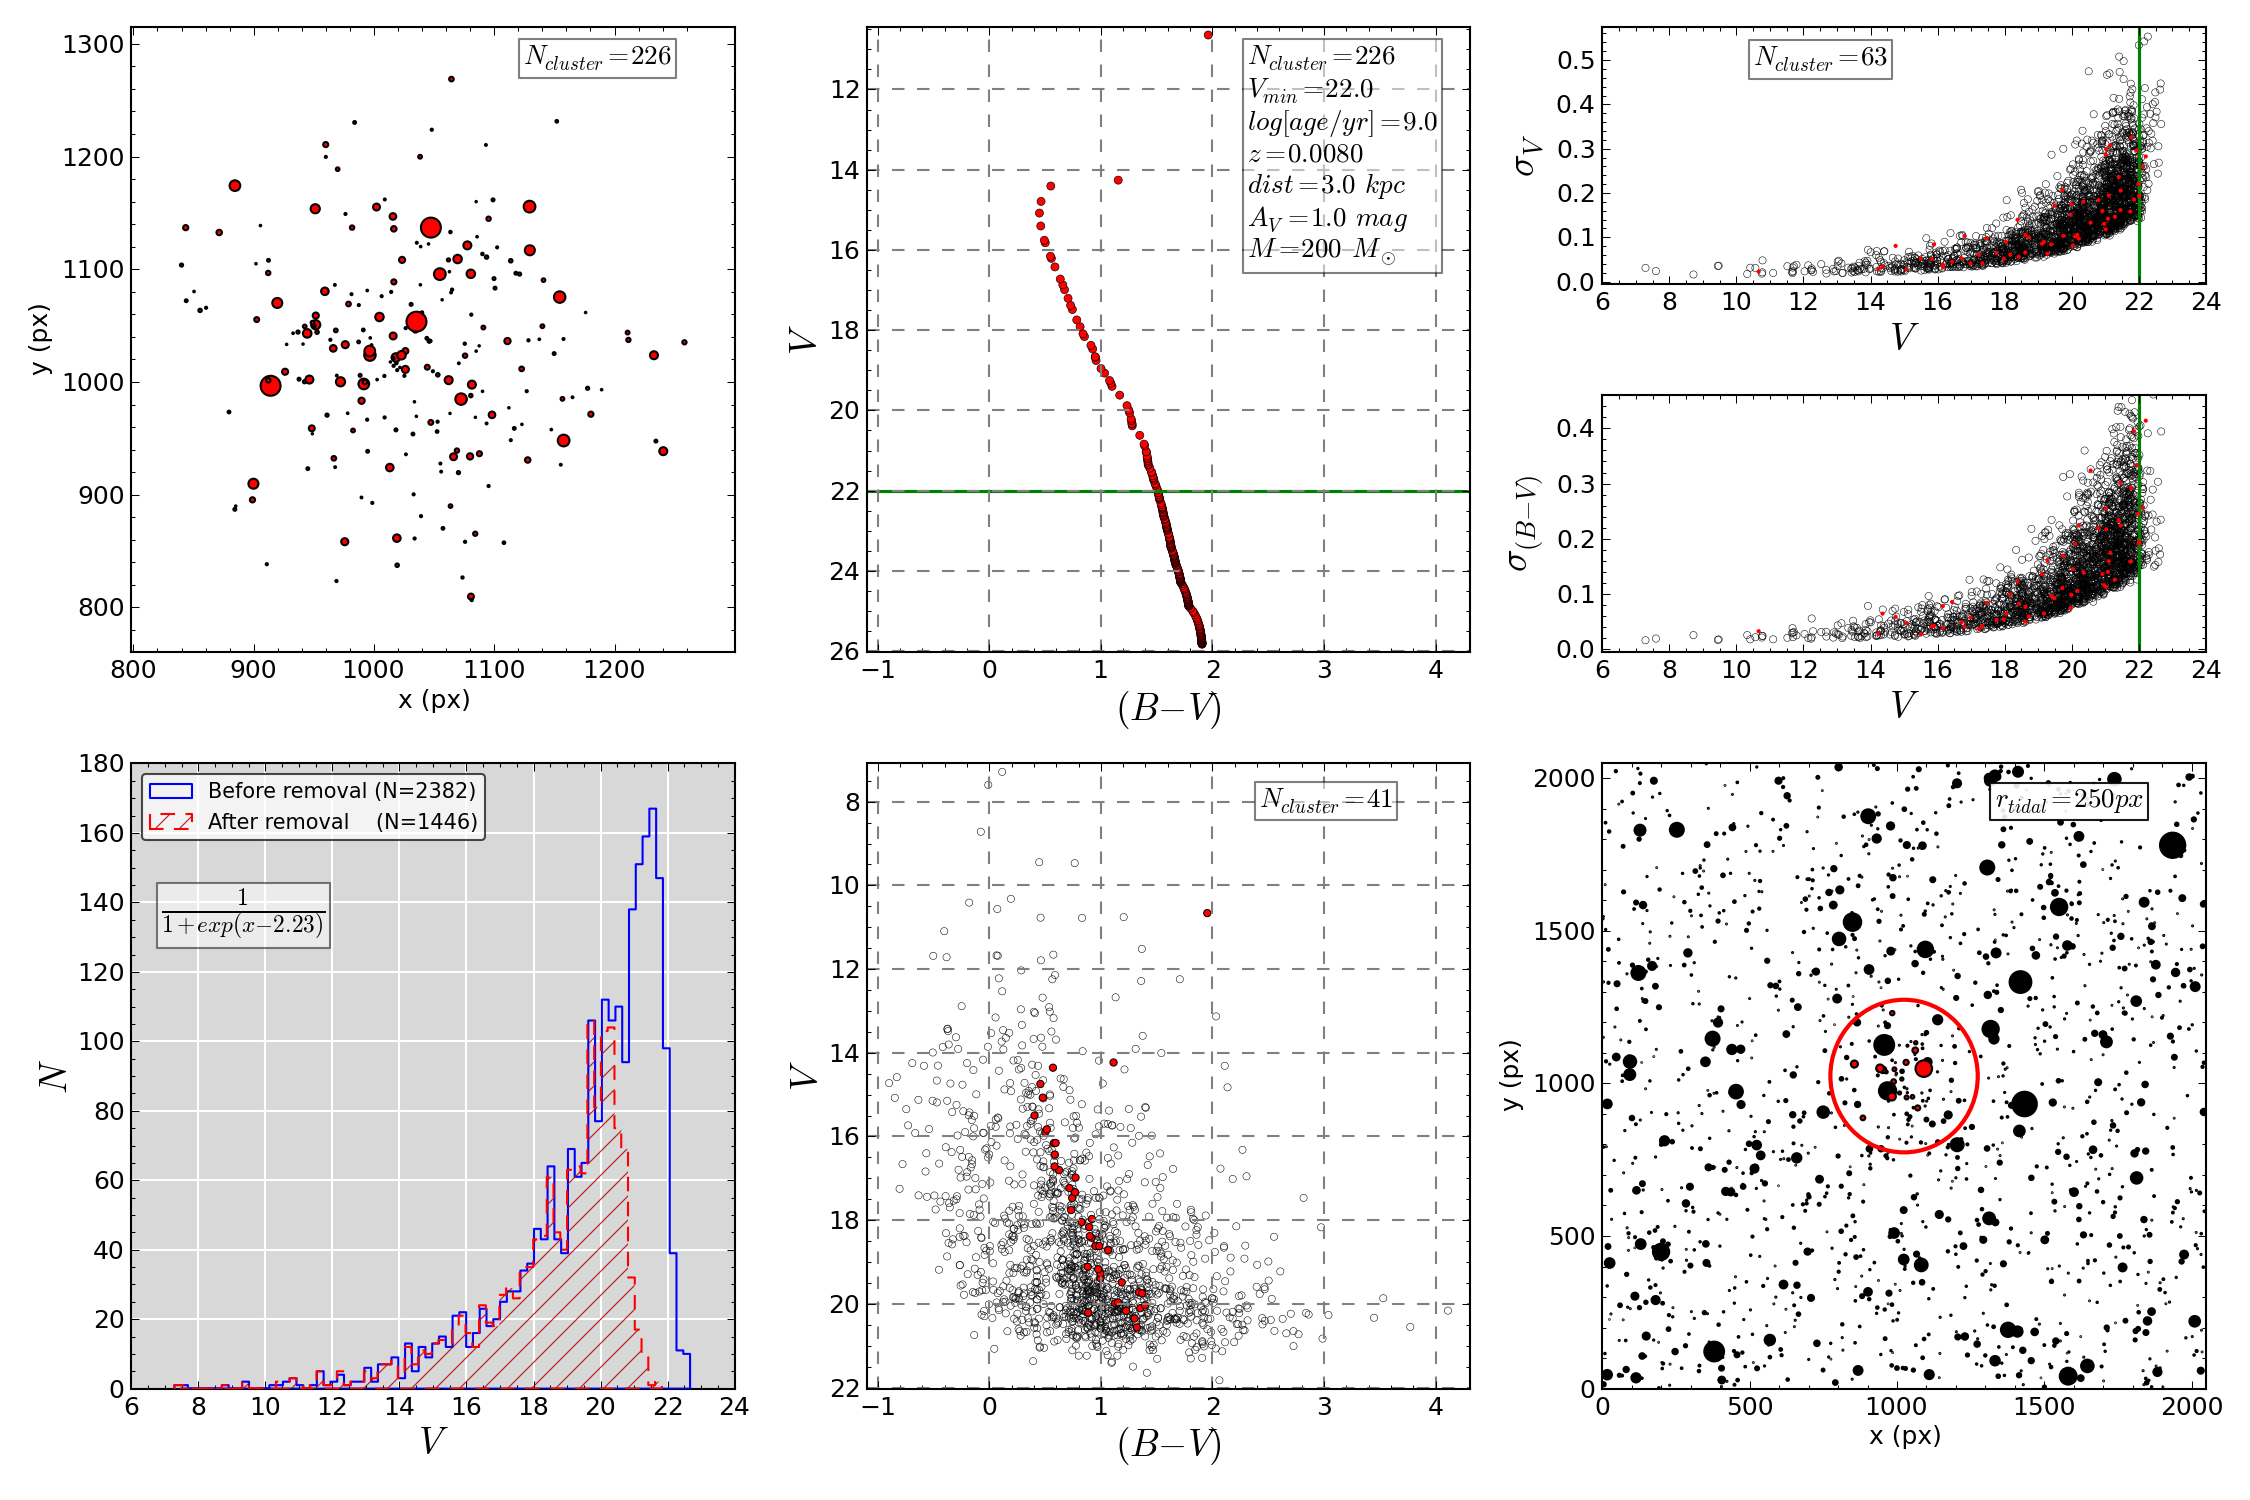 1300
1200
1100
1000
900
800
800 900 1000 1100 1200
x (px)
y (px)
N_cluster=226
12
14
16
18
20
22
24
26
−1 0 1 2 3 4
(B−V)
V
N_cluster=226
V_min=22.0
log[age/yr]=9.0
z=0.0080
dist=3.0 kpc
A_V=1.0 mag
M=200 M_⊙
0.5
0.4
0.3
0.2
0.1
0.0
6 8 10 12 14 16 18 20 22 24
V
σ_V
N_cluster=63
0.4
0.3
0.2
0.1
0.0
6 8 10 12 14 16 18 20 22 24
V
σ_(B−V)
180
160
140
120
100
80
60
40
20
0
6 8 10 12 14 16 18 20 22 24
V
N
Before removal (N=2382)
After removal (N=1446)
1
1+exp(x−2.23)
8
10
12
14
16
18
20
22
−1 0 1 2 3 4
(B−V)
V
N_cluster=41
2000
1500
1000
500
0
0 500 1000 1500 2000
x (px)
y (px)
r_tidal=250px